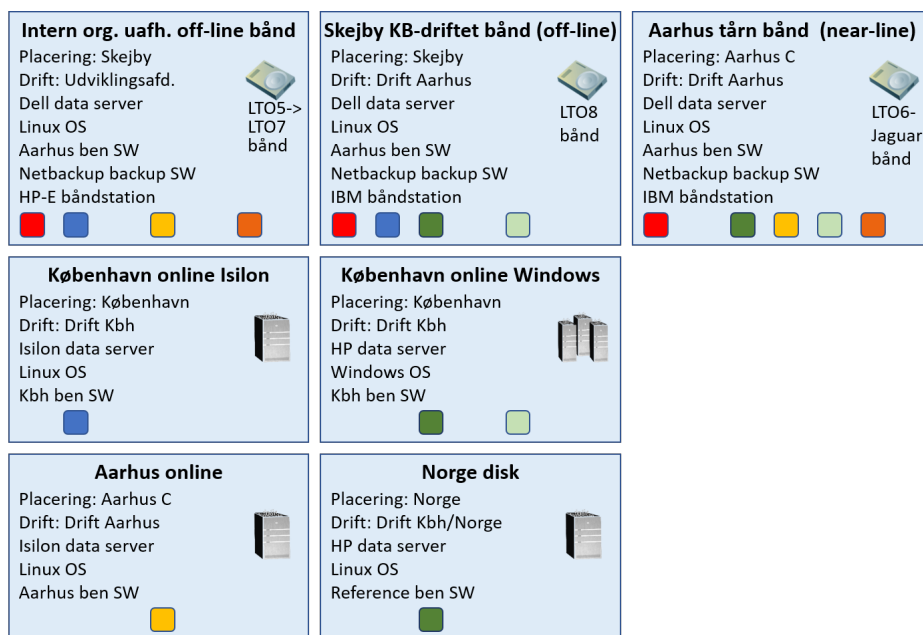 Intern org. uafh. off-line bånd
Placering: Skejby
Drift: Udviklingsafd.
Dell data server
Linux OS
Aarhus ben SW
Netbackup backup SW
HP-E båndstation
LTO5->
LTO7
bånd
Skejby KB-driftet bånd (off-line)
Placering: Skejby
Drift: Drift Aarhus
Dell data server
Linux OS
Aarhus ben SW
Netbackup backup SW
IBM båndstation
LTO8
bånd
Aarhus tårn bånd (near-line)
Placering: Aarhus C
Drift: Drift Aarhus
Dell data server
Linux OS
Aarhus ben SW
Netbackup backup SW
IBM båndstation
LTO6-
Jaguar
bånd
København online Isilon
Placering: København
Drift: Drift Kbh
Isilon data server
Linux OS
Kbh ben SW
København online Windows
Placering: København
Drift: Drift Kbh
HP data server
Windows OS
Kbh ben SW
Aarhus online
Placering: Aarhus C
Drift: Drift Aarhus
Isilon data server
Linux OS
Aarhus ben SW
Norge disk
Placering: Norge
Drift: Drift Kbh/Norge
HP data server
Linux OS
Reference ben SW